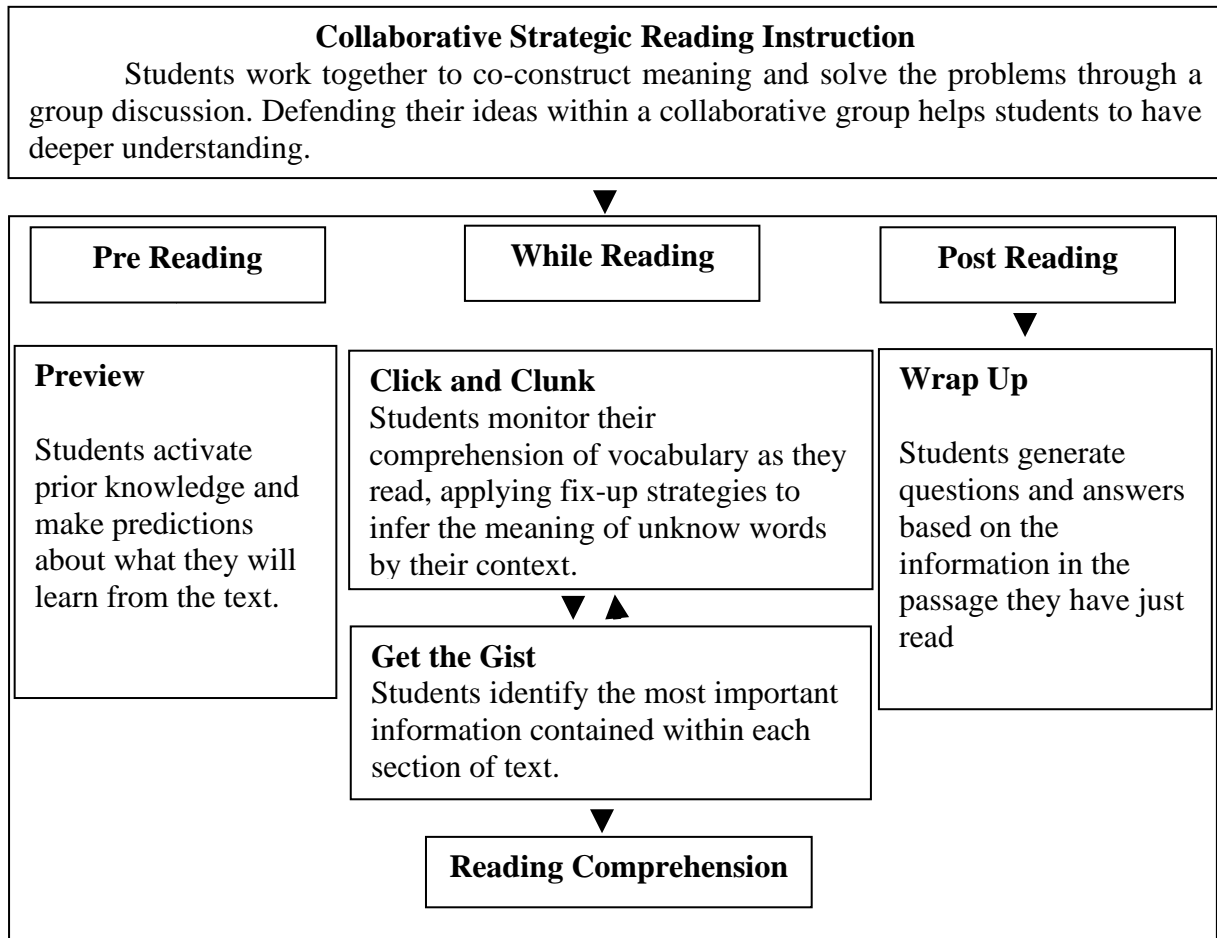 Collaborative Strategic Reading Instruction
Students work together to co-construct meaning and solve the problems through a
group discussion. Defending their ideas within a collaborative group helps students to have
deeper understanding.
Pre Reading
While Reading
Post Reading
Preview
Students activate
prior knowledge and
make predictions
about what they will
learn from the text.
Click and Clunk
Students monitor their
comprehension of vocabulary as they
read, applying fix-up strategies to
infer the meaning of unknow words
by their context.
Get the Gist
Students identify the most important
information contained within each
section of text.
Wrap Up
Students generate
questions and answers
based on the
information in the
passage they have just
read
Reading Comprehension